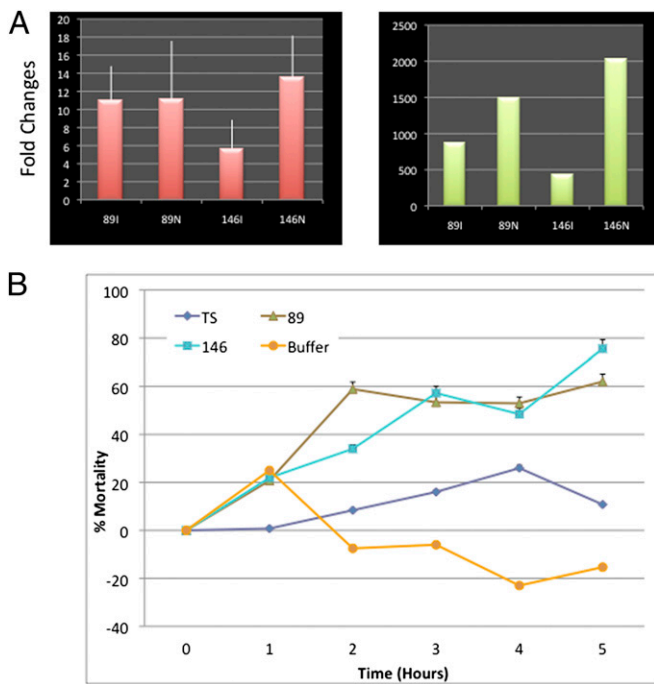 A
Fold Changes
20
18
16
14
12
10
8
6
4
2
0
89I 89N 146I 146N
2500
2000
1500
1000
500
0
89I 89N 146I 146N
B
% Mortality
100
80
60
40
20
0
-20
-40
TS 89
146 Buffer
0 1 2 3 4 5
Time (Hours)